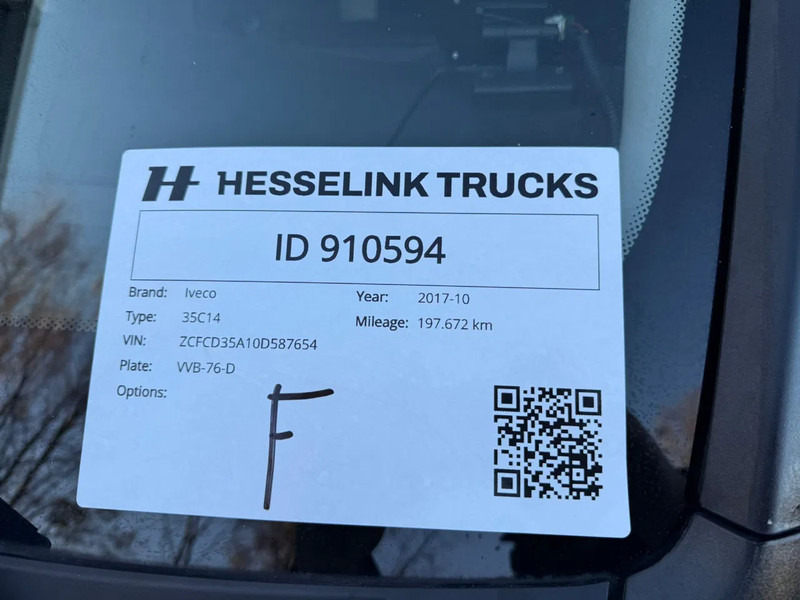 HESSELINK TRUCKS
ID 910594
Brand: Iveco
Year: 2017-10
Type: 35C14
Mileage: 197.672 km
VIN: ZCFCD35A10D587654
Plate: VVB-76-D
Options:
F